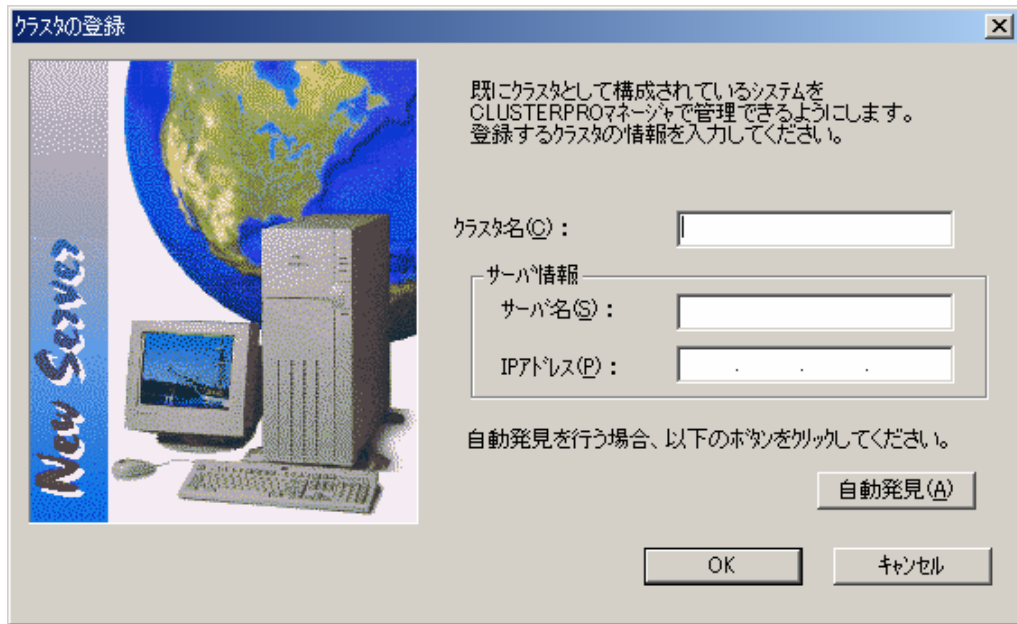 クラスタの登録
既にクラスタとして構成されているシステムを
CLUSTERPROマネージャで管理できるようにします。
登録するクラスタの情報を入力してください。
クラスタ名(C)：
サーバ情報
サーバ名(S)：
IPアドレス(P)：
. . .
自動発見を行う場合、以下のボタンをクリックしてください。
自動発見(A)
OK
キャンセル
New Server